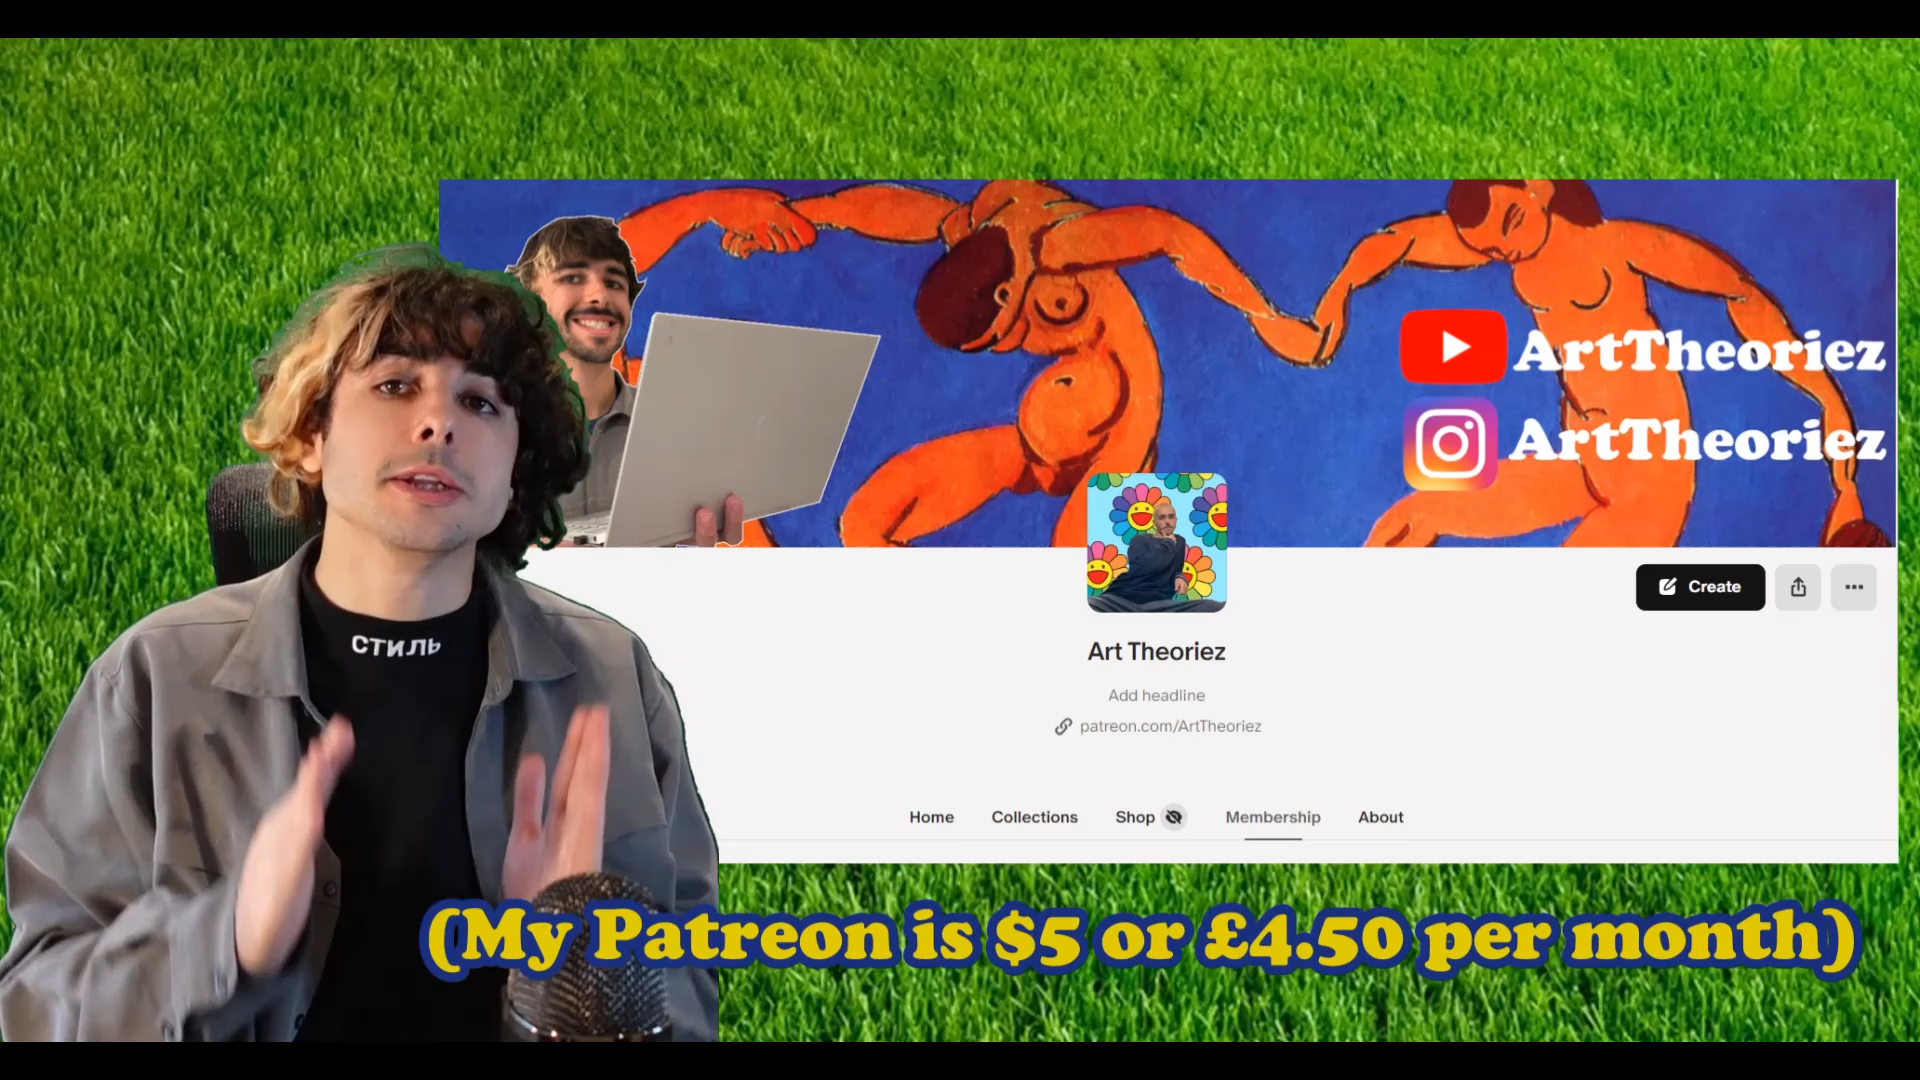 ArtTheoriez
ArtTheoriez
СТИЛЬ
Create
Art Theoriez
Add headline
patreon.com/ArtTheoriez
Home Collections Shop Membership About
(My Patreon is $5 or £4.50 per month)